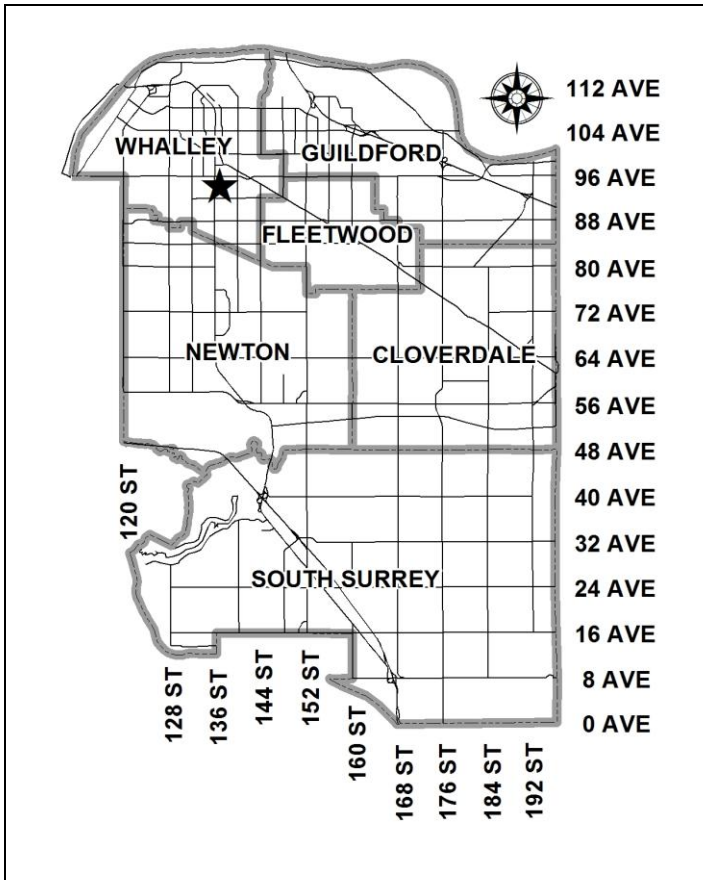 112 AVE
104 AVE
WHALLEY
GUILDFORD
96 AVE
88 AVE
FLEETWOOD
80 AVE
72 AVE
NEWTON
CLOVERDALE
64 AVE
56 AVE
48 AVE
120 ST
40 AVE
32 AVE
SOUTH SURREY
24 AVE
16 AVE
8 AVE
0 AVE
128 ST
136 ST
144 ST
152 ST
160 ST
168 ST
176 ST
184 ST
192 ST